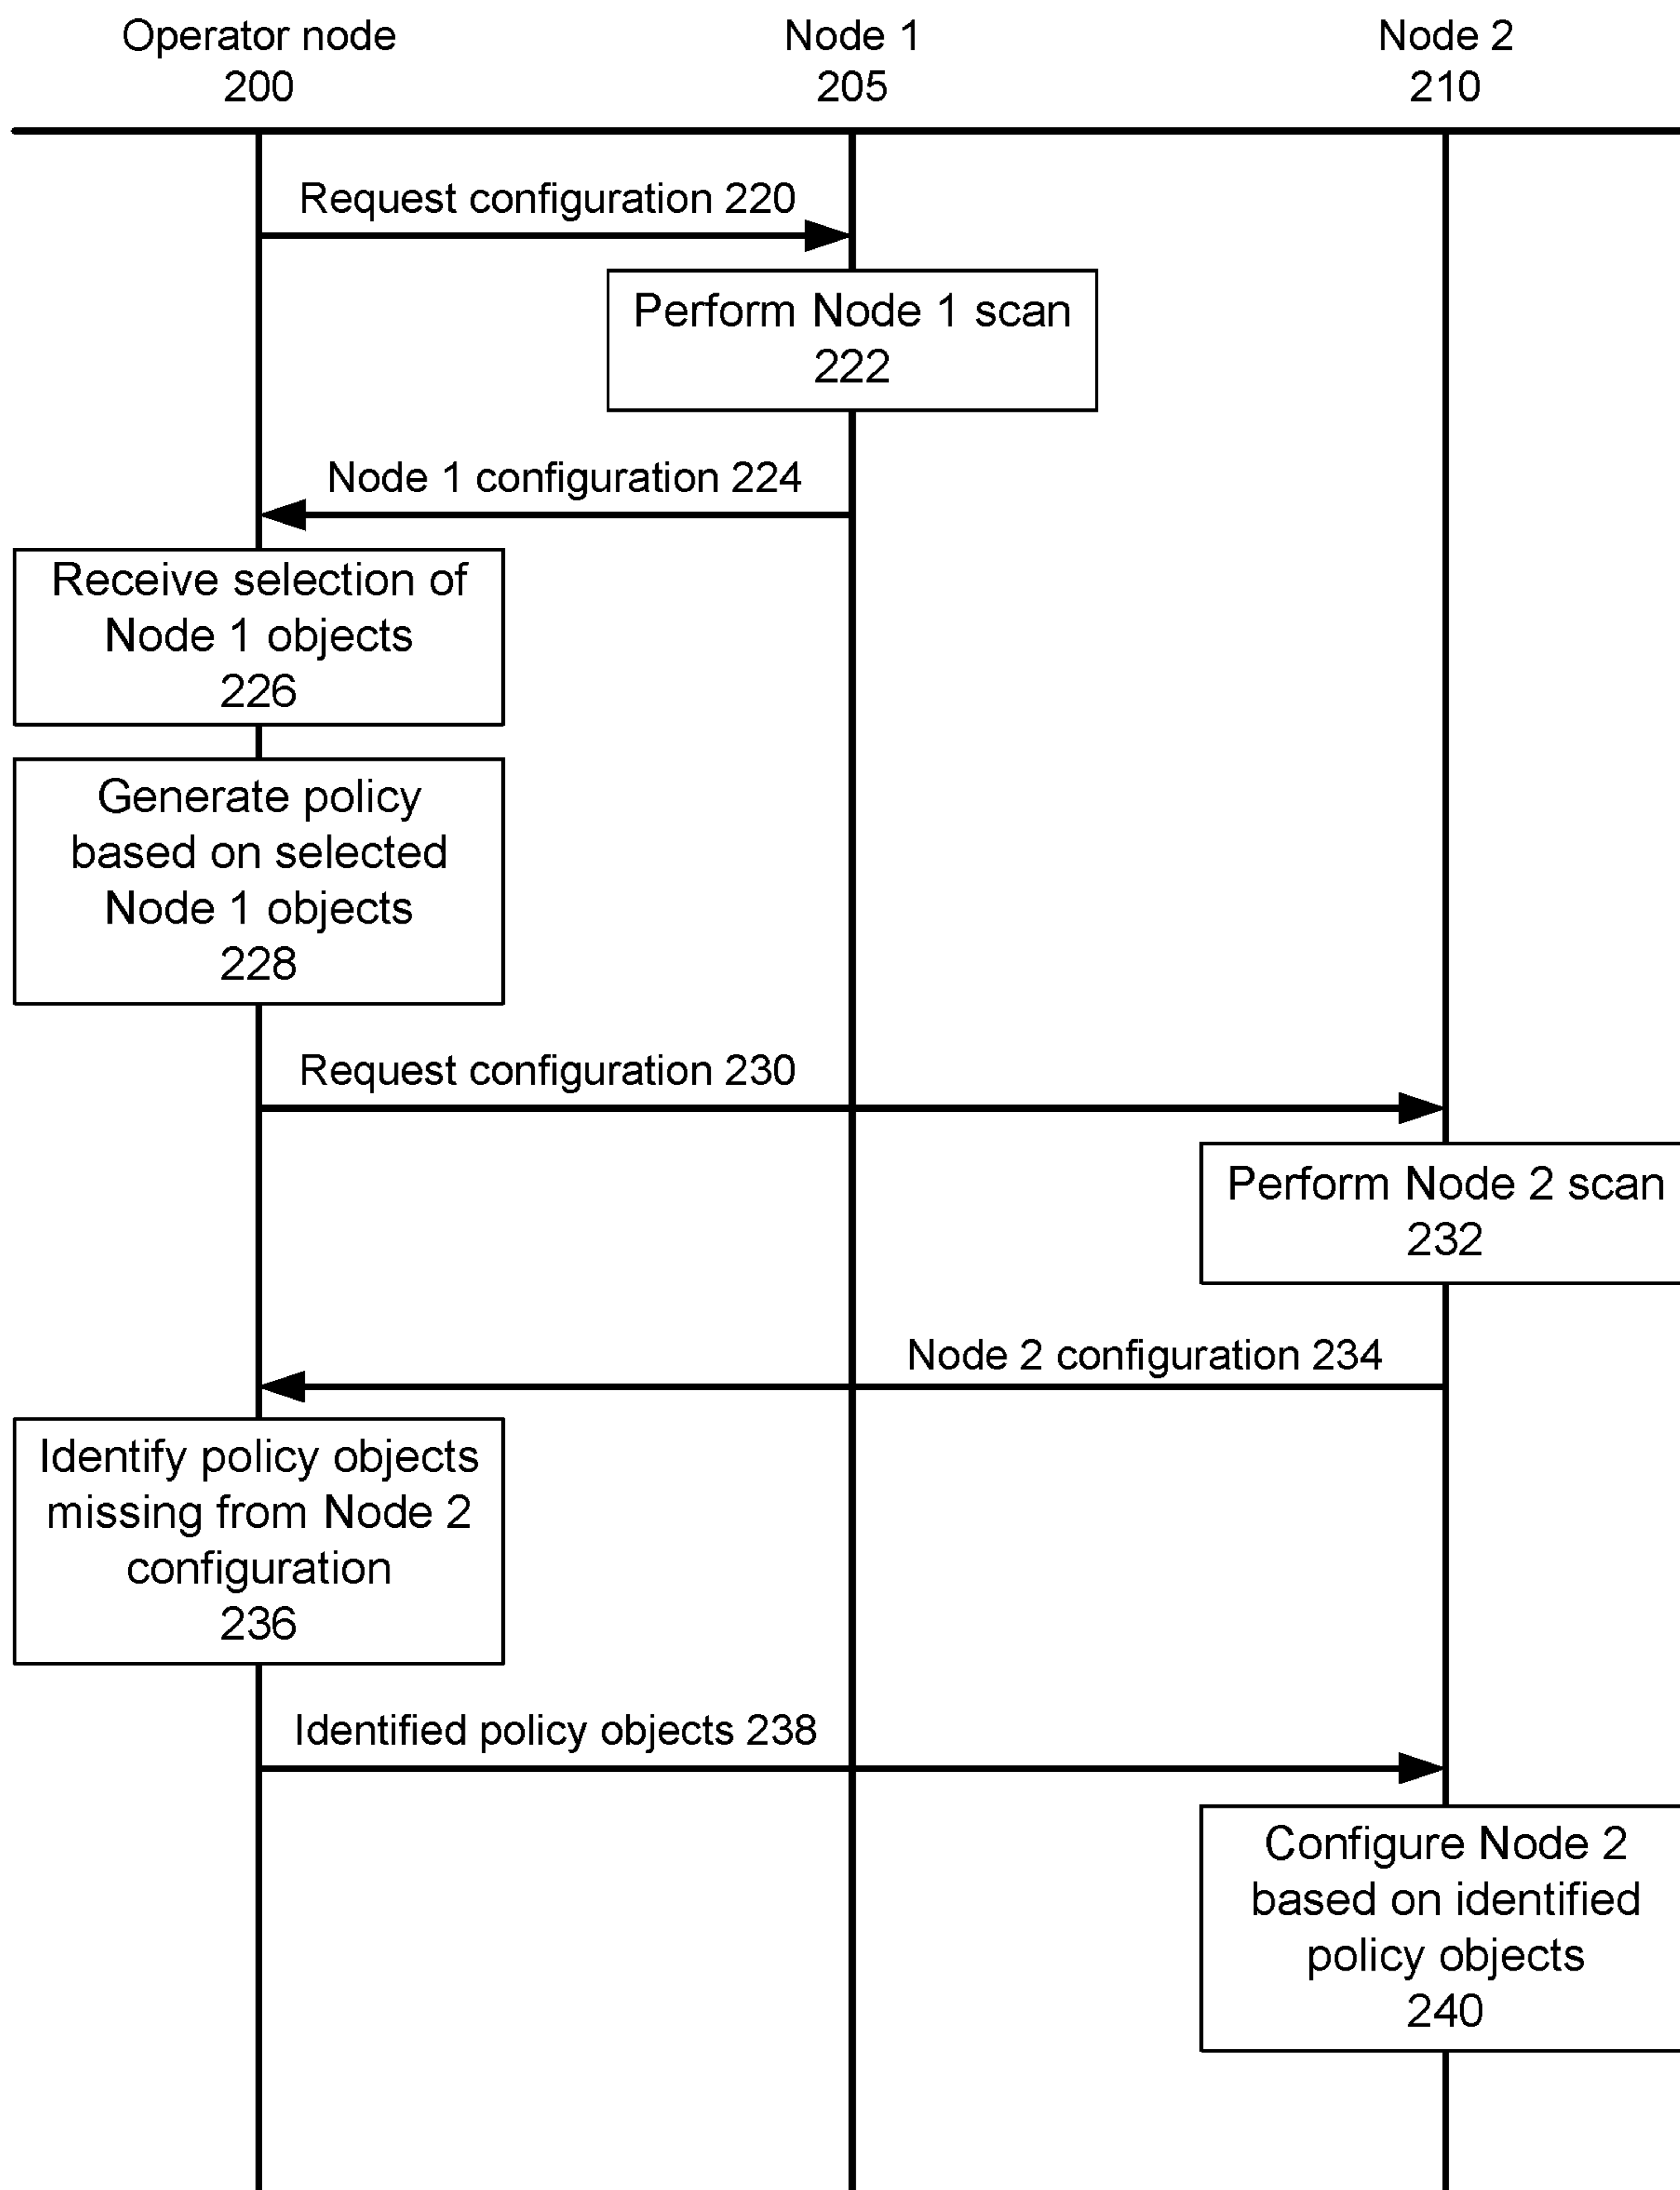 Operator node
200
Node 1
205
Node 2
210
Request configuration 220
Perform Node 1 scan
222
Node 1 configuration 224
Receive selection of
Node 1 objects
226
Generate policy
based on selected
Node 1 objects
228
Request configuration 230
Perform Node 2 scan
232
Node 2 configuration 234
Identify policy objects
missing from Node 2
configuration
236
Identified policy objects 238
Configure Node 2
based on identified
policy objects
240